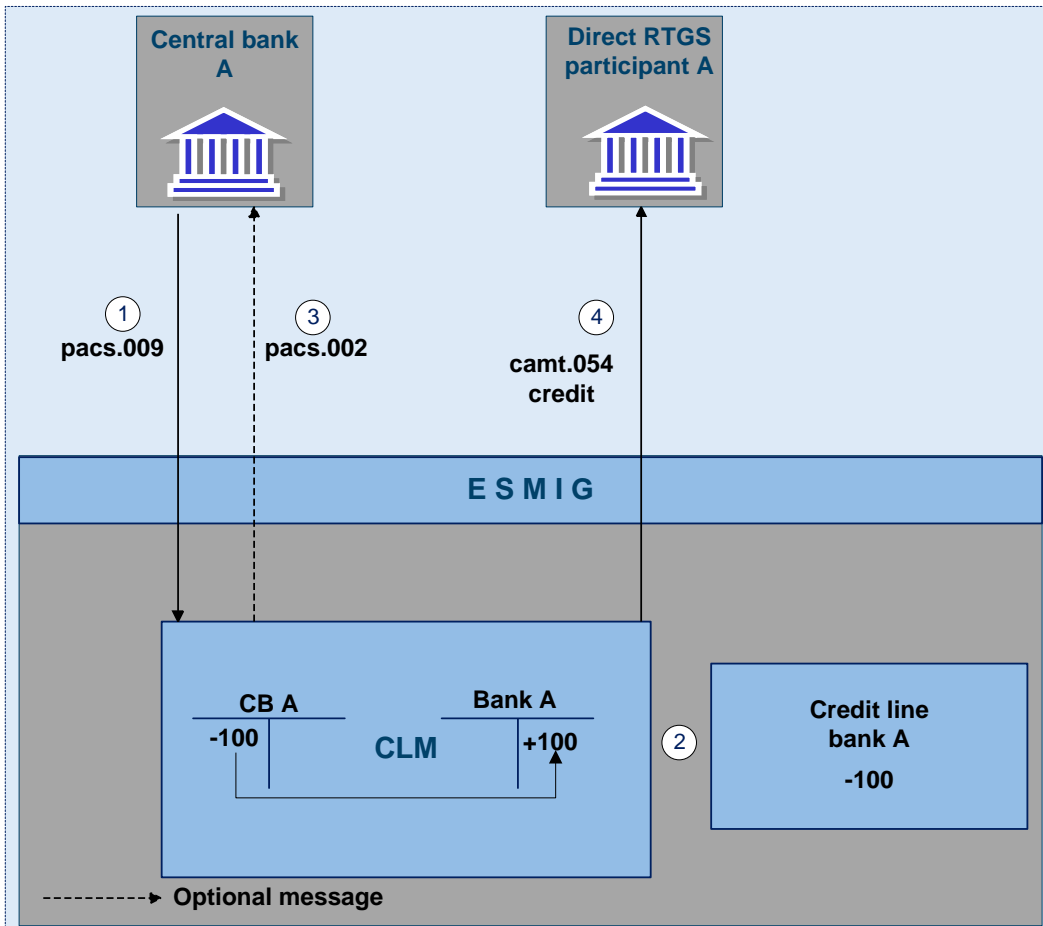 Central bank
A
Direct RTGS
participant A
1
pacs.009
3
pacs.002
4
camt.054
credit
E S M I G
CB A
-100
CLM
Bank A
+100
2
Credit line
bank A
-100
Optional message